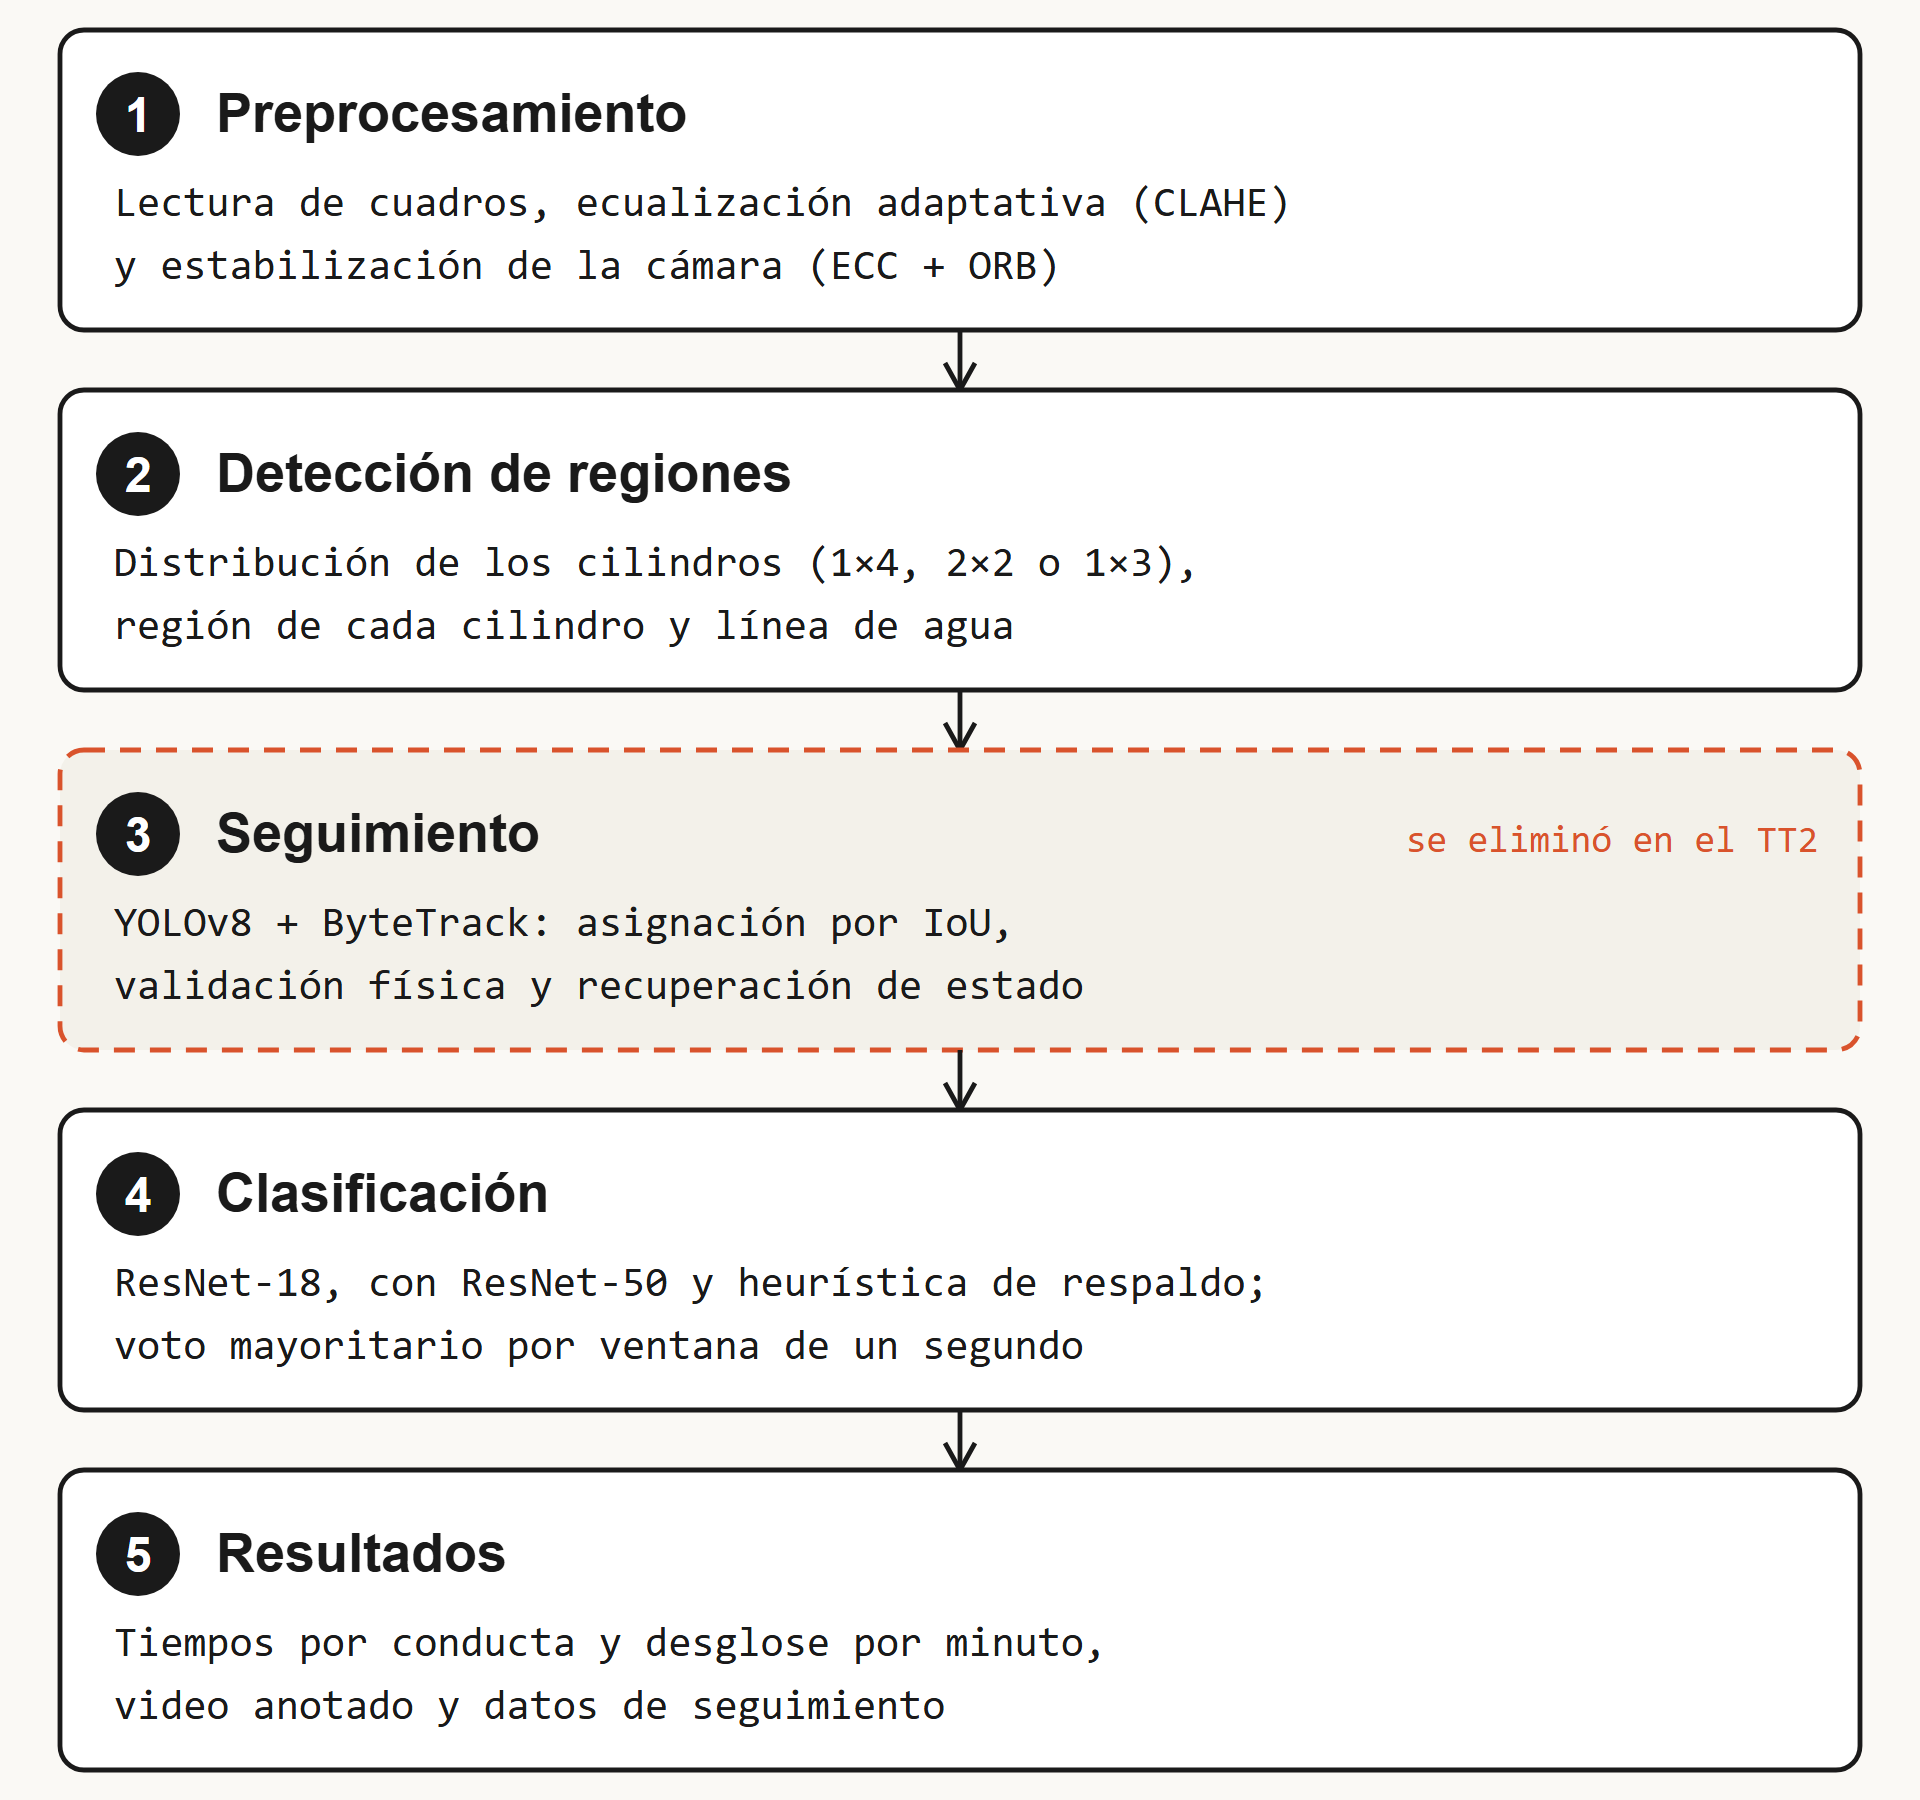 1 Preprocesamiento
Lectura de cuadros, ecualización adaptativa (CLAHE)
y estabilización de la cámara (ECC + ORB)
2 Detección de regiones
Distribución de los cilindros (1×4, 2×2 o 1×3),
región de cada cilindro y línea de agua
3 Seguimiento
se eliminó en el TT2
YOLOv8 + ByteTrack: asignación por IoU,
validación física y recuperación de estado
4 Clasificación
ResNet-18, con ResNet-50 y heurística de respaldo;
voto mayoritario por ventana de un segundo
5 Resultados
Tiempos por conducta y desglose por minuto,
video anotado y datos de seguimiento